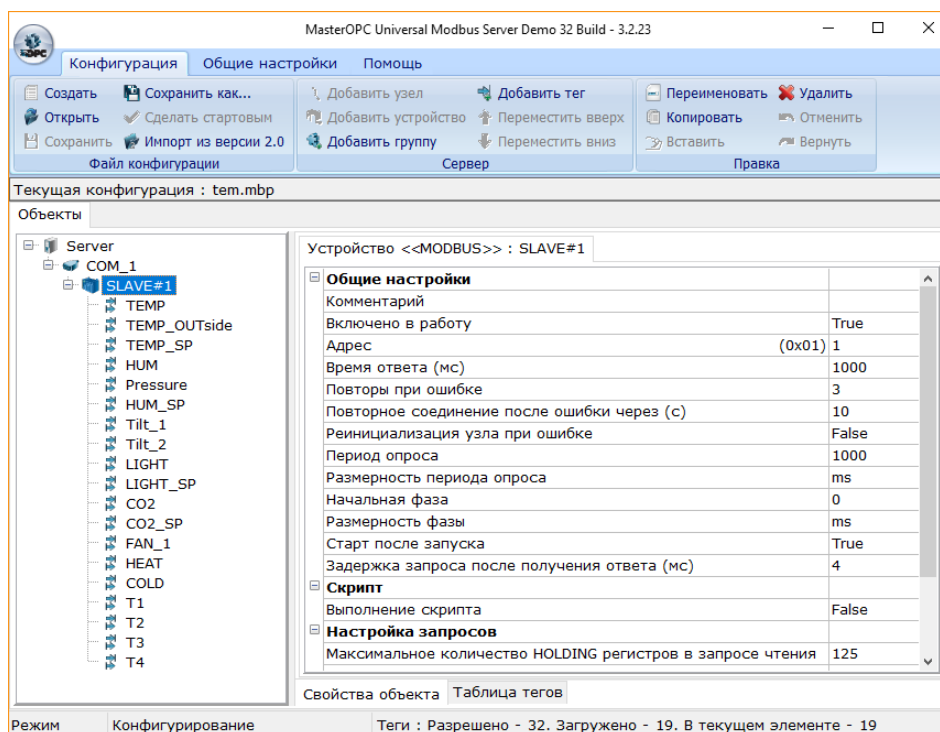 MasterOPC Universal Modbus Server Demo 32 Build - 3.2.23
OPC
Конфигурация Общие настройки Помощь
Создать Сохранить как... Добавить узел Добавить тег Переименовать Удалить
Открыть Сделать стартовым Добавить устройство Переместить вверх Копировать Отменить
Сохранить Импорт из версии 2.0 Добавить группу Переместить вниз Вставить Вернуть
Файл конфигурации Сервер Правка
Текущая конфигурация : tem.mbp
Объекты
Server
COM_1
SLAVE#1
TEMP
TEMP_OUTside
TEMP_SP
HUM
Pressure
HUM_SP
Tilt_1
Tilt_2
LIGHT
LIGHT_SP
CO2
CO2_SP
FAN_1
HEAT
COLD
T1
T2
T3
T4
Устройство <<MODBUS>> : SLAVE#1
Общие настройки
Комментарий
Включено в работу True
Адрес (0x01) 1
Время ответа (мс) 1000
Повторы при ошибке 3
Повторное соединение после ошибки через (с) 10
Реинициализация узла при ошибке False
Период опроса 1000
Размерность периода опроса ms
Начальная фаза 0
Размерность фазы ms
Старт после запуска True
Задержка запроса после получения ответа (мс) 4
Скрипт
Выполнение скрипта False
Настройка запросов
Максимальное количество HOLDING регистров в запросе чтения 125
Свойства объекта Таблица тегов
Режим Конфигурирование Теги : Разрешено - 32. Загружено - 19. В текущем элементе - 19